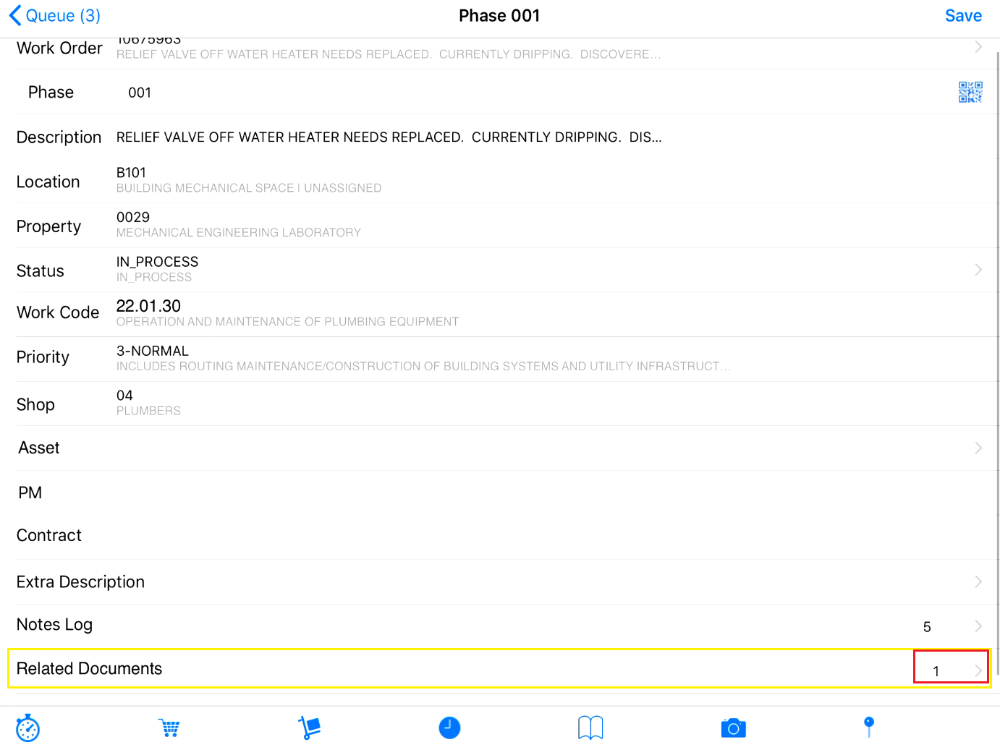 Queue (3)
Phase 001
Save
Work Order
10675963
RELIEF VALVE OFF WATER HEATER NEEDS REPLACED.  CURRENTLY DRIPPING.  DISCOVERE...
Phase
001
Description
RELIEF VALVE OFF WATER HEATER NEEDS REPLACED.  CURRENTLY DRIPPING.  DIS...
Location
B101
BUILDING MECHANICAL SPACE | UNASSIGNED
Property
0029
MECHANICAL ENGINEERING LABORATORY
Status
IN_PROCESS
IN_PROCESS
Work Code
22.01.30
OPERATION AND MAINTENANCE OF PLUMBING EQUIPMENT
Priority
3-NORMAL
INCLUDES ROUTING MAINTENANCE/CONSTRUCTION OF BUILDING SYSTEMS AND UTILITY INFRASTRUCT...
Shop
04
PLUMBERS
Asset
PM
Contract
Extra Description
Notes Log
5
Related Documents
1